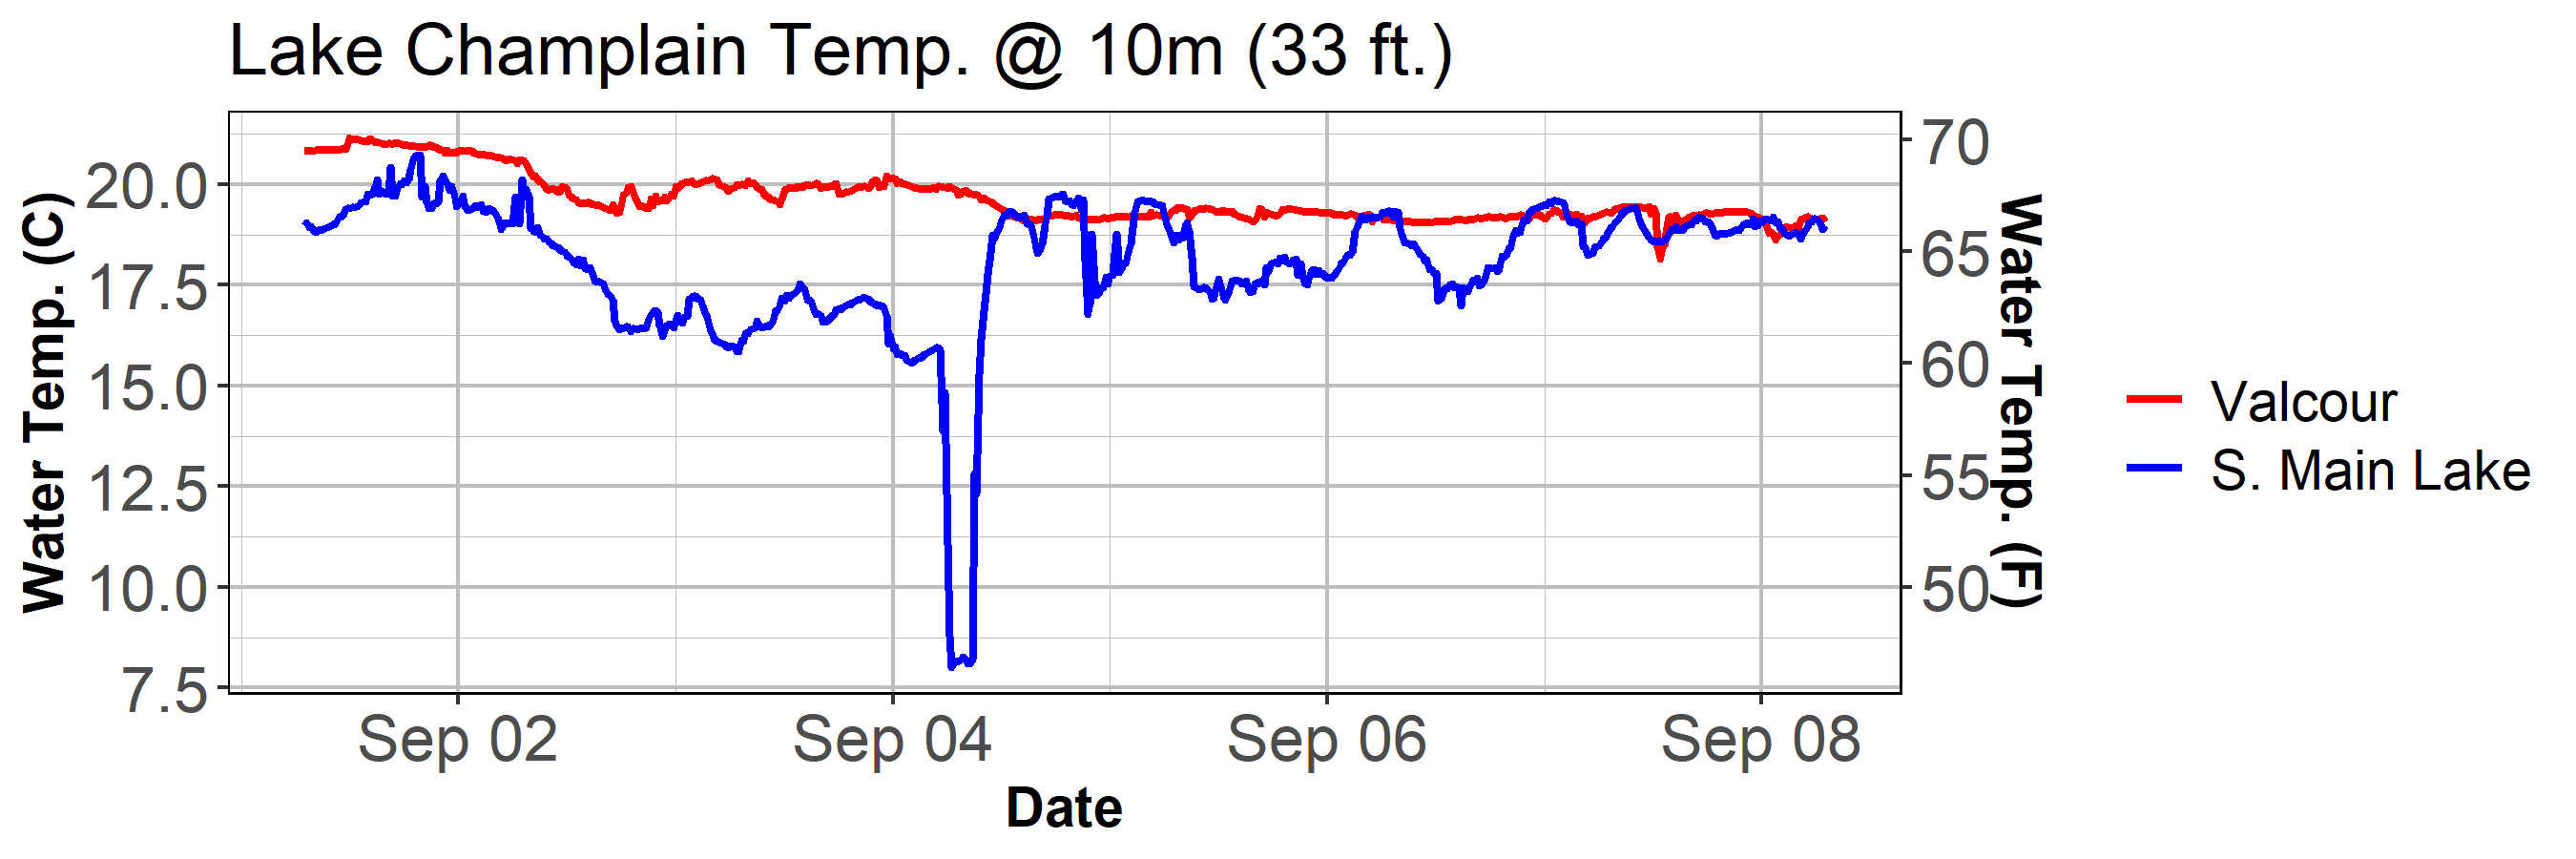 Lake Champlain Temp. @ 10m (33 ft.)
Water Temp. (C)
20.0
17.5
15.0
12.5
10.0
7.5
70
65
60
55
50
Water Temp. (F)
Sep 02
Sep 04
Sep 06
Sep 08
Date
Valcour
S. Main Lake